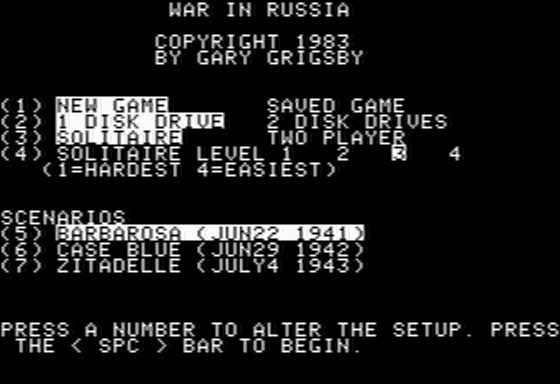 WAR IN RUSSIA
COPYRIGHT 1983
BY GARY GRIGSBY
(1) NEW GAME SAVED GAME
(2) 1 DISK DRIVE 2 DISK DRIVES
(3) SOLITAIRE TWO PLAYER
(4) SOLITAIRE LEVEL 1 2 3 4
(1=HARDEST 4=EASIEST)
SCENARIOS
(5) BARBAROSA (JUN22 1941)
(6) CASE BLUE (JUN29 1942)
(7) ZITADELLE (JULY4 1943)
PRESS A NUMBER TO ALTER THE SETUP. PRESS
THE < SPC > BAR TO BEGIN.